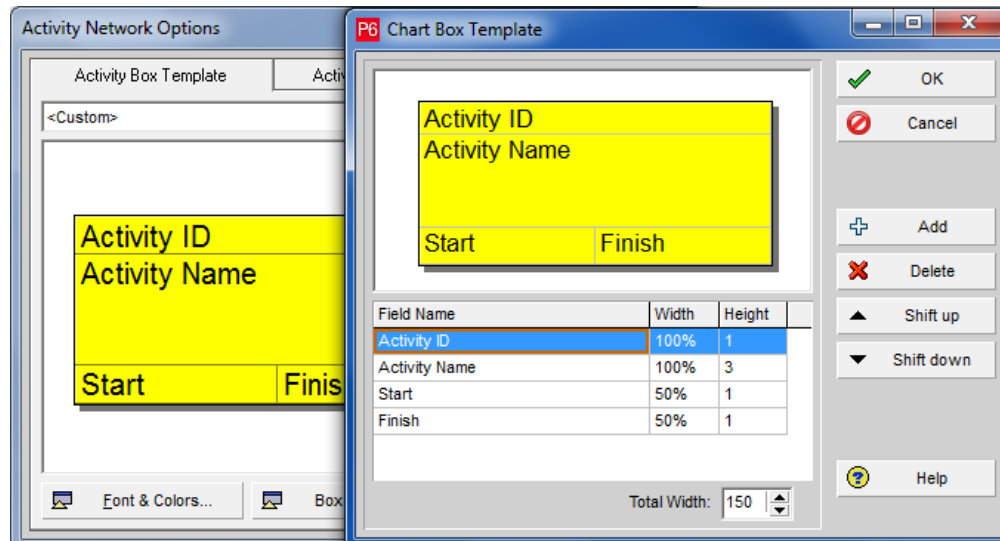 Activity Network Options
Activity Box Template
Activ
<Custom>
Activity ID
Activity Name
Start
Finis
Font & Colors...
Box
P6 Chart Box Template
Activity ID
Activity Name
Start Finish
Field Name Width Height
Activity ID 100% 1
Activity Name 100% 3
Start 50% 1
Finish 50% 1
Total Width: 150
OK
Cancel
Add
Delete
Shift up
Shift down
Help